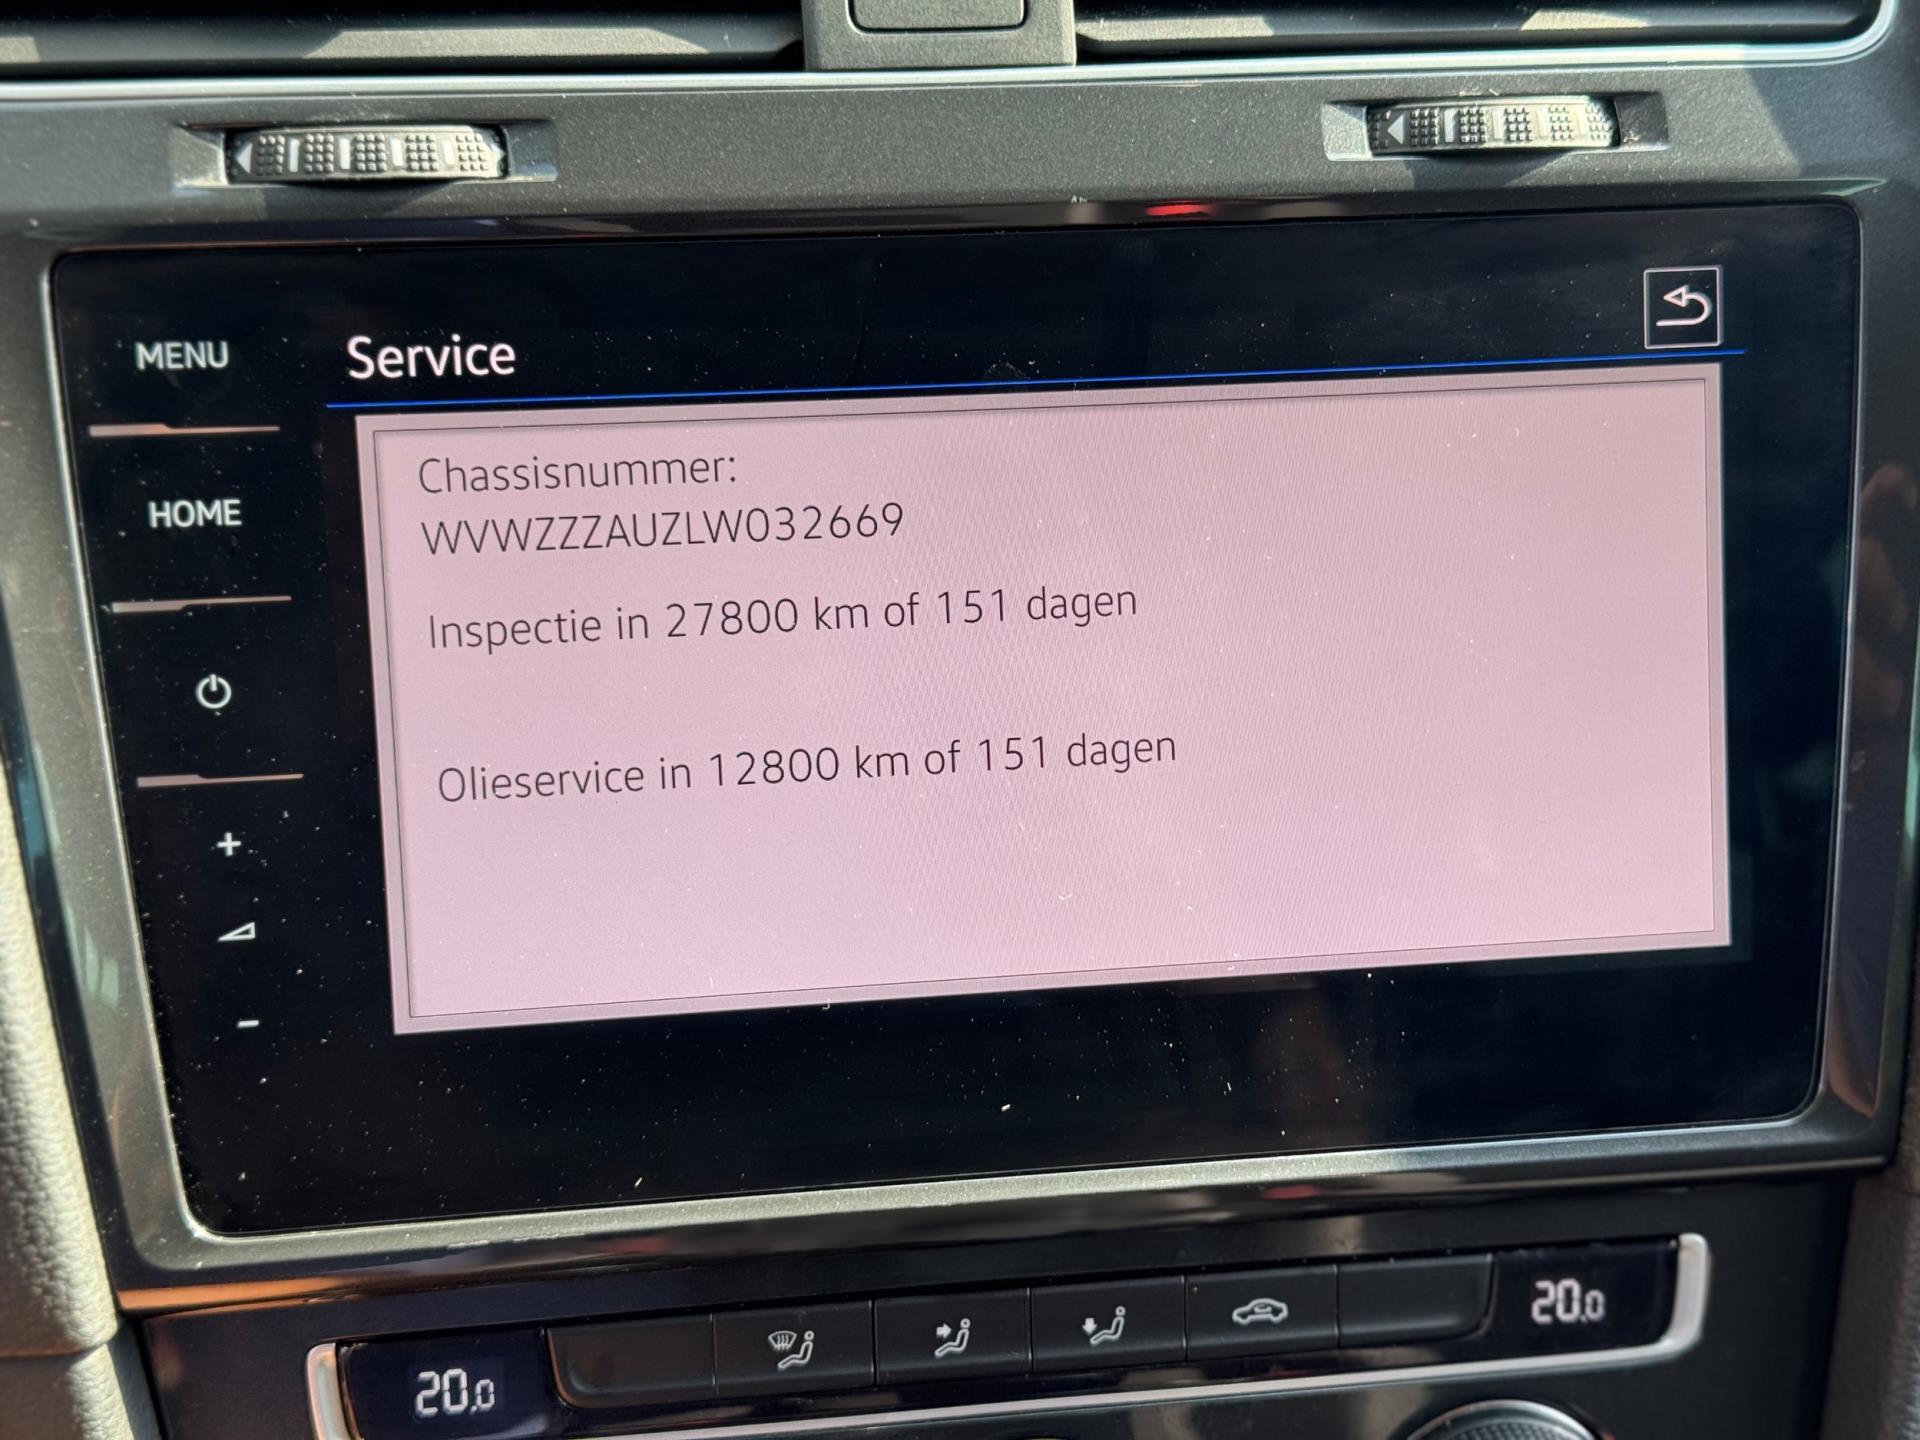 MENU
Service
HOME
Chassisnummer:
WVWZZZAUZLW032669
Inspectie in 27800 km of 151 dagen
Olieservice in 12800 km of 151 dagen
+
-
20.0
20.0